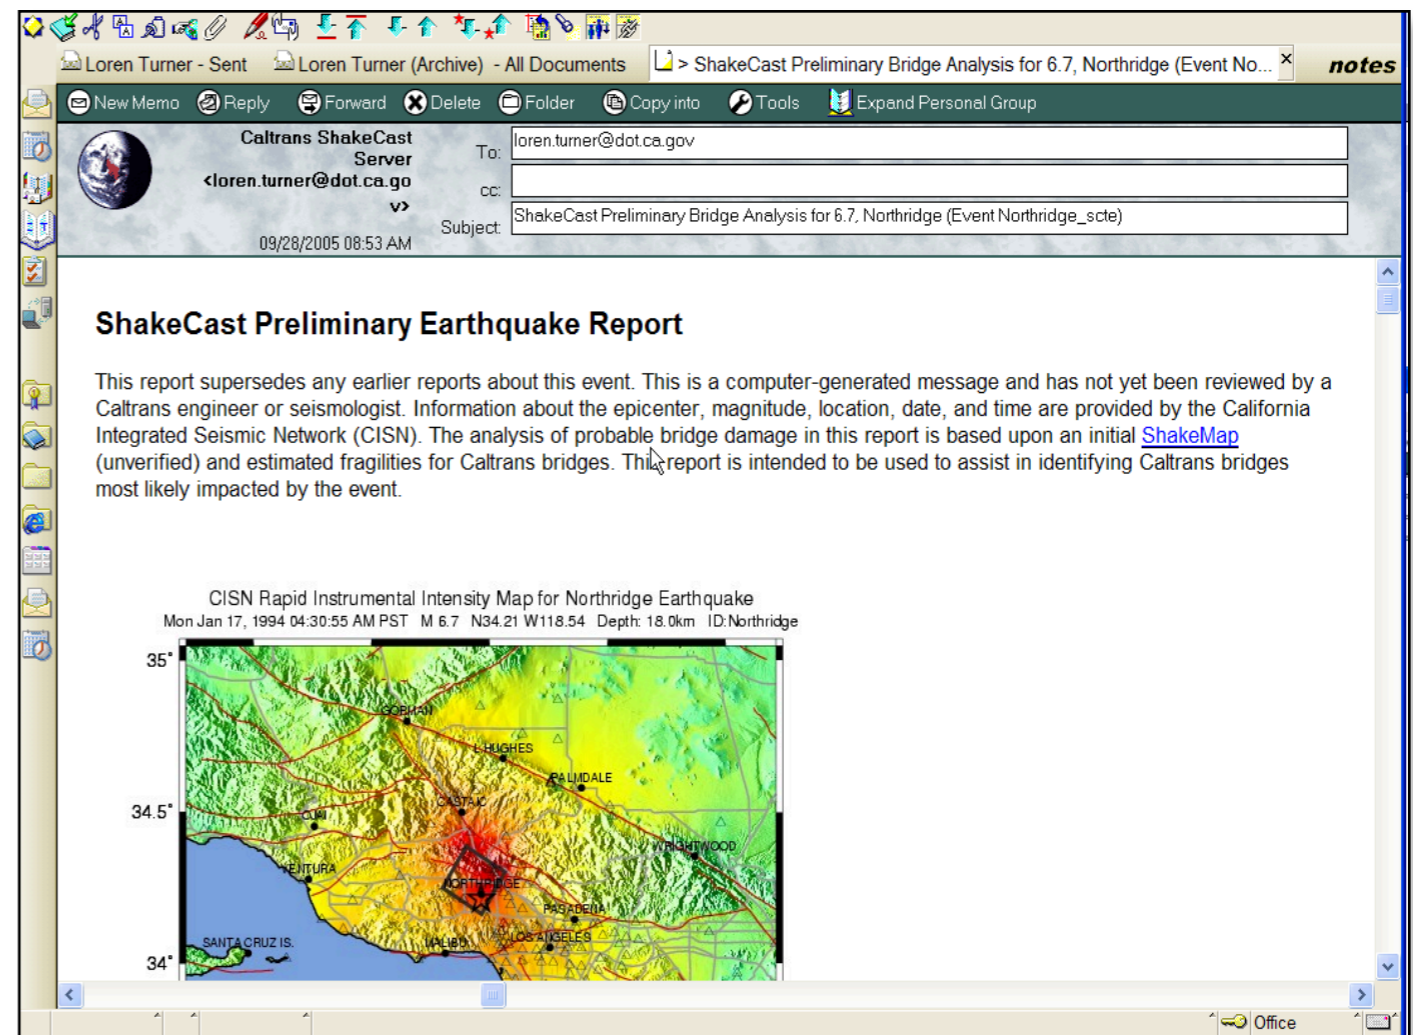 Loren Turner - Sent
Loren Turner (Archive) - All Documents
> ShakeCast Preliminary Bridge Analysis for 6.7, Northridge (Event No...
notes
New Memo Reply Forward Delete Folder Copy into Tools Expand Personal Group
Caltrans ShakeCast
Server
<loren.turner@dot.ca.go
v>
09/28/2005 08:53 AM
To: loren.turner@dot.ca.gov
cc:
Subject: ShakeCast Preliminary Bridge Analysis for 6.7, Northridge (Event Northridge_scte)
ShakeCast Preliminary Earthquake Report
This report supersedes any earlier reports about this event. This is a computer-generated message and has not yet been reviewed by a
Caltrans engineer or seismologist. Information about the epicenter, magnitude, location, date, and time are provided by the California
Integrated Seismic Network (CISN). The analysis of probable bridge damage in this report is based upon an initial ShakeMap
(unverified) and estimated fragilities for Caltrans bridges. This report is intended to be used to assist in identifying Caltrans bridges
most likely impacted by the event.
CISN Rapid Instrumental Intensity Map for Northridge Earthquake
Mon Jan 17, 1994 04:30:55 AM PST M 6.7 N34.21 W118.54 Depth: 18.0km ID:Northridge
35°
GORMAN
L.HUGHES
PALMDALE
34.5°
CASTAIC
OJAI
WRIGHTWOOD
VENTURA
NORTHRIDGE
PASADENA
LOS ANGELES
SANTA CRUZ IS.
MALIBU
34°
Office